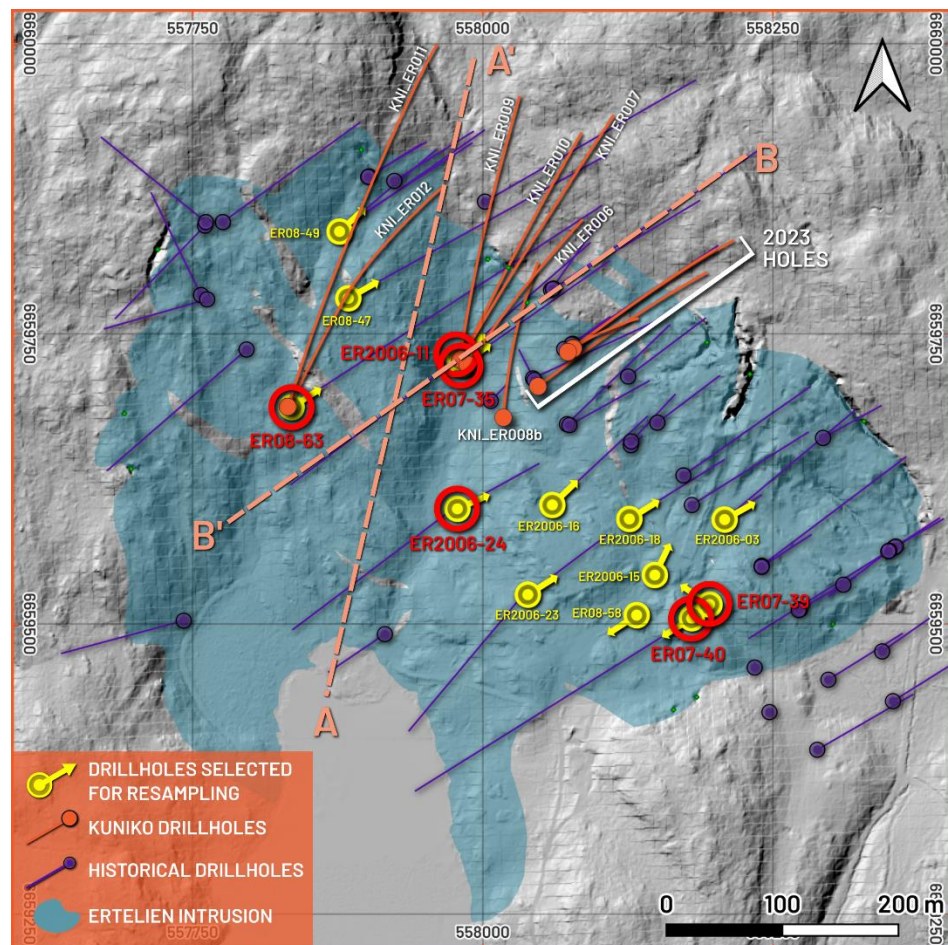 557750
558000
558250
6660000
6660000
KNI_ER011
A'
KNI_ER009
KNI_ER010
KNI_ER007
B
KNI_ER012
KNI_ER006
ER08-49
2023
HOLES
ER08-47
6659750
6659750
ER2006-11
ER07-35
KNI_ER008b
ER08-63
B'
ER2006-24
ER2006-16
ER2006-18
ER2006-03
ER2006-15
ER2006-23
ER08-58
ER07-39
ER07-40
6659500
6659500
A
DRILLHOLES SELECTED
FOR RESAMPLING
KUNIKO DRILLHOLES
HISTORICAL DRILLHOLES
ERTELIEN INTRUSION
0 100 200 m
6659250
557750
558000